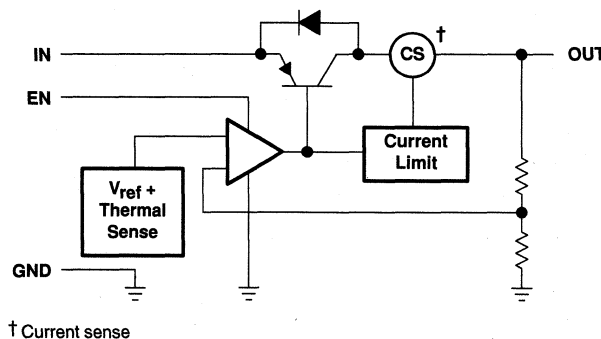 †
IN
CS
OUT
EN
Current
Limit
Vref +
Thermal
Sense
GND
† Current sense